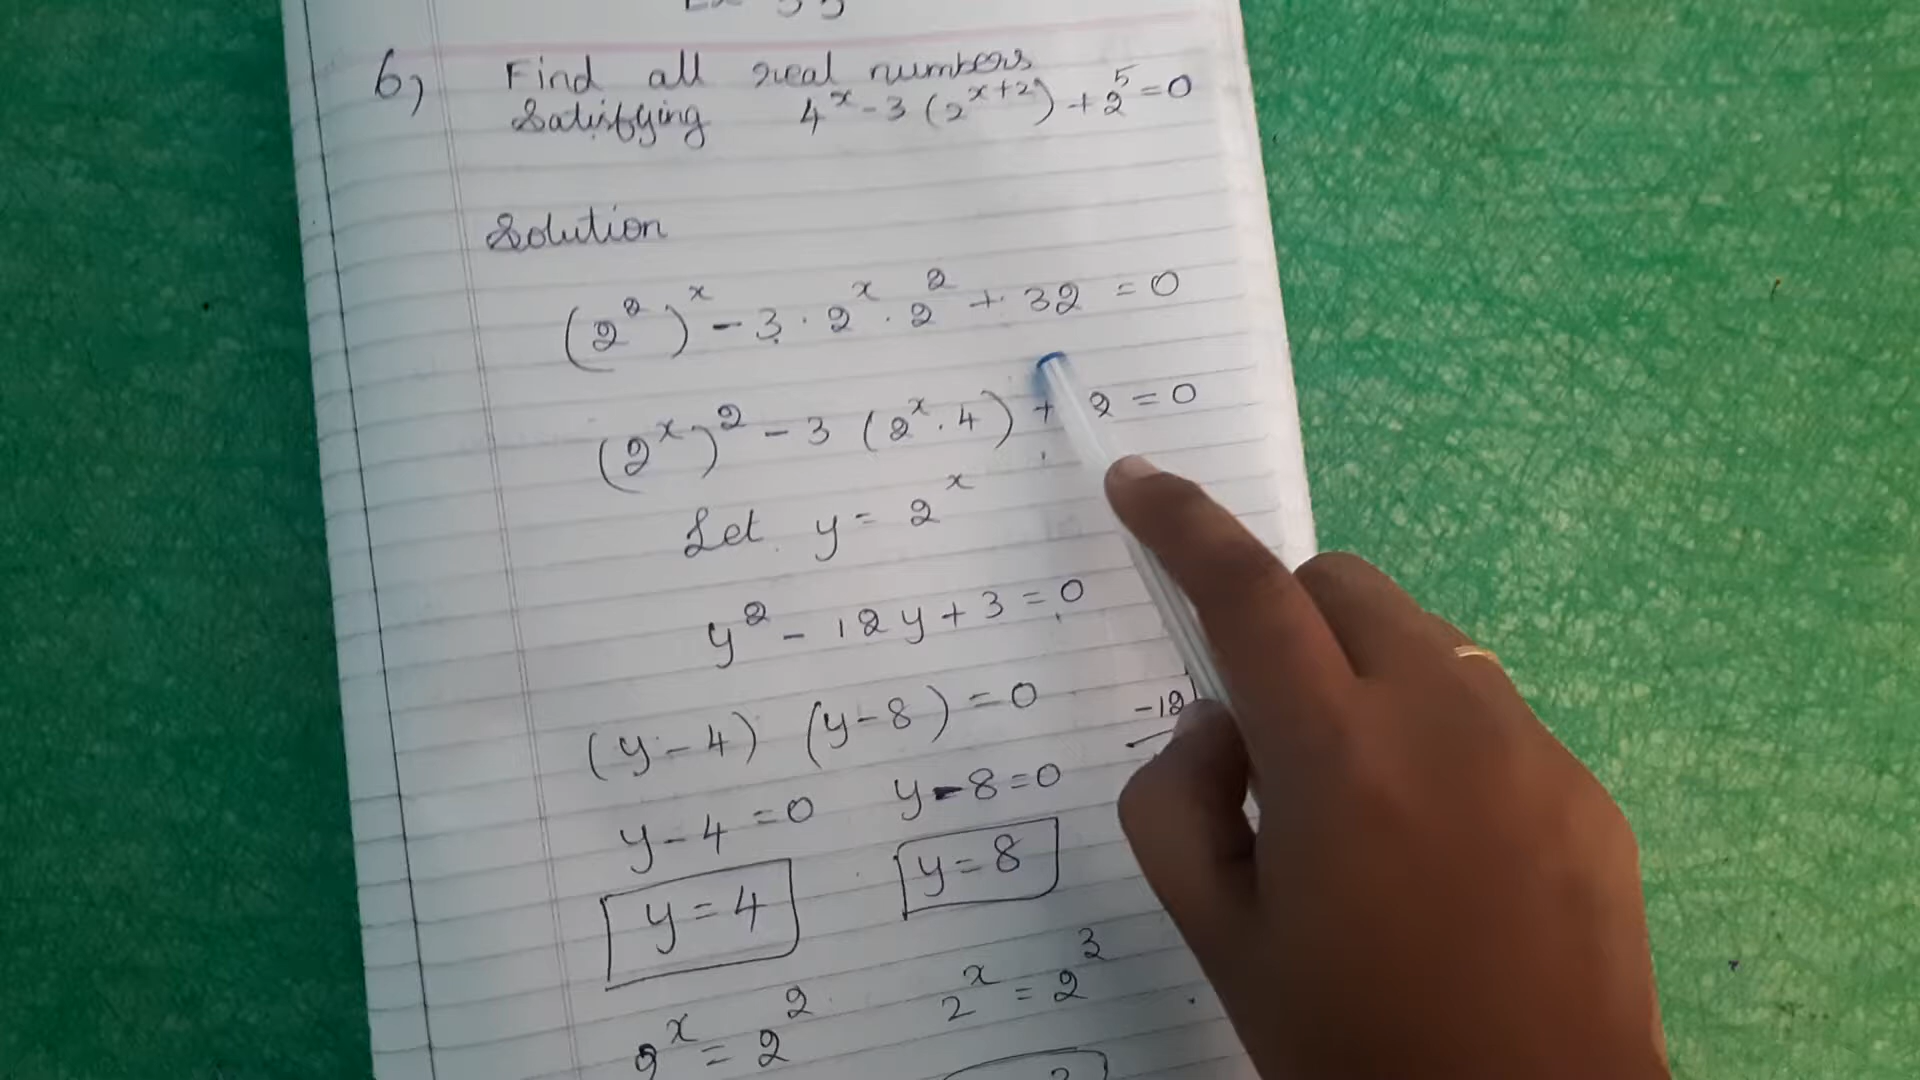 6) Find all real numbers
Satisfying 4^x - 3 (2^{x+2}) + 2^5 = 0
Solution
(2^2)^x - 3 . 2^x . 2^2 + 32 = 0
(2^x)^2 - 3 (2^x . 4) + 2 = 0
Let y = 2^x
y^2 - 12y + 3 = 0
(y - 4) (y - 8) = 0
-12
y - 4 = 0 y - 8 = 0
y = 4 y = 8
2^x = 2^2 2^x = 2^3